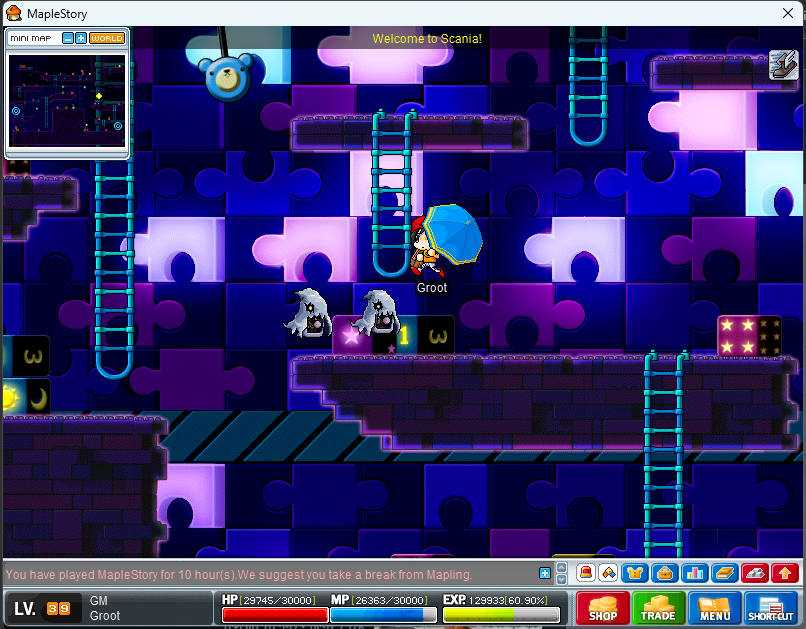 MapleStory
MINI MAP
WORLD
Welcome to Scania!
Groot
1
You have played MapleStory for 10 hour(s).We suggest you take a break from Mapling.
LV. 39
GM
Groot
HP[29745/30000]
MP[26363/30000]
EXP 129933[60.90%]
SHOP
TRADE
MENU
SHORTCUT